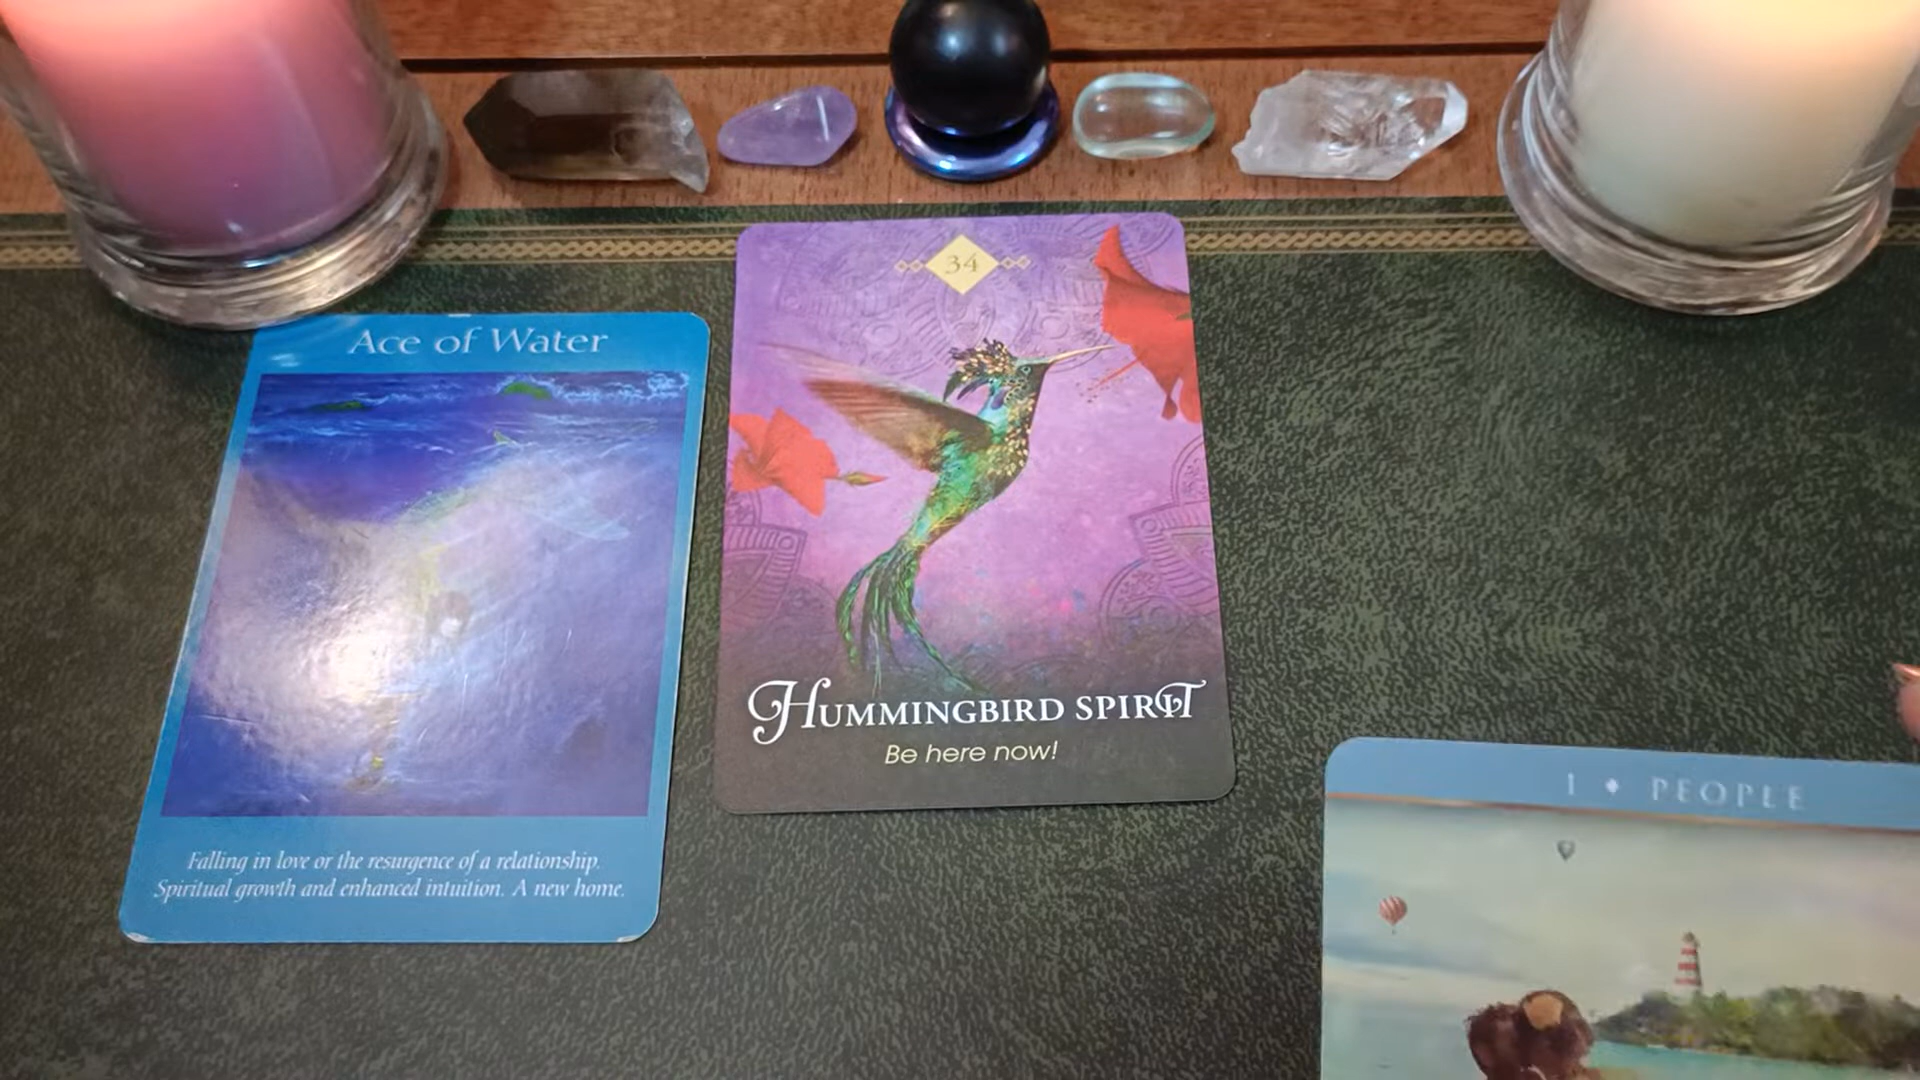 Ace of Water
Falling in love or the resurgence of a relationship.
Spiritual growth and enhanced intuition. A new home.
34
HUMMINGBIRD SPIRIT
Be here now!
1 ♦ PEOPLE